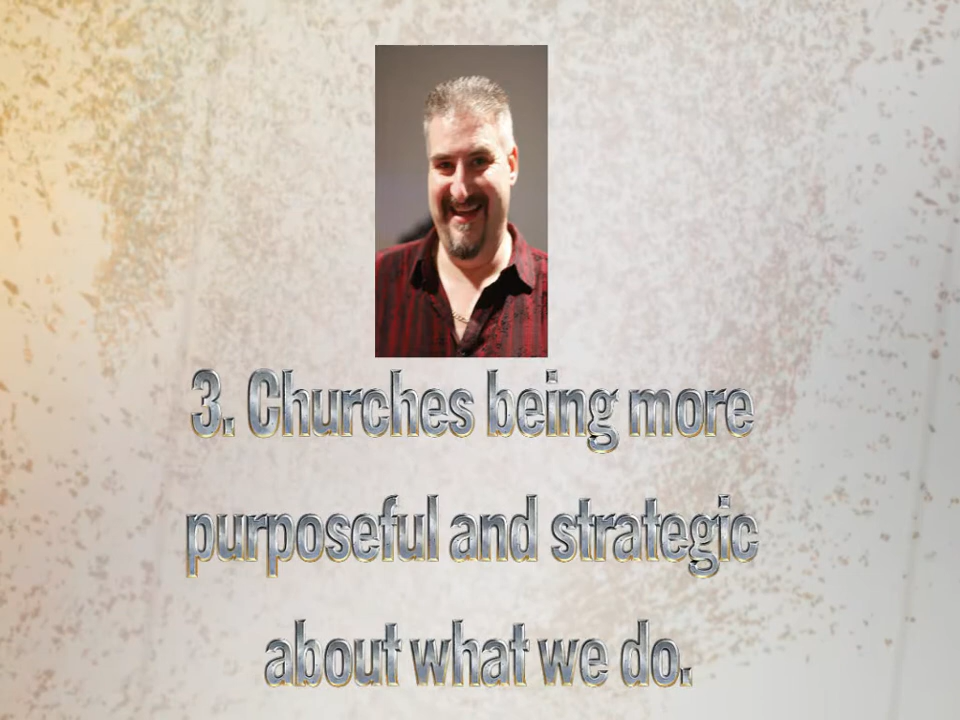 3. Churches being more
purposeful and strategic
about what we do.